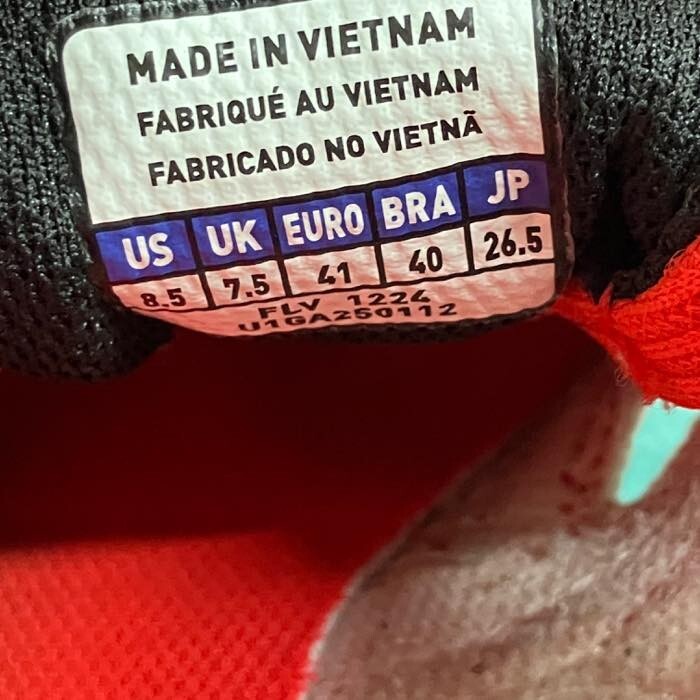 MADE IN VIETNAM
FABRIQUÉ AU VIETNAM
FABRICADO NO VIETNÃ
US UK EURO BRA JP
8.5 7.5 41 40 26.5
FLV 1224
U1GA250112